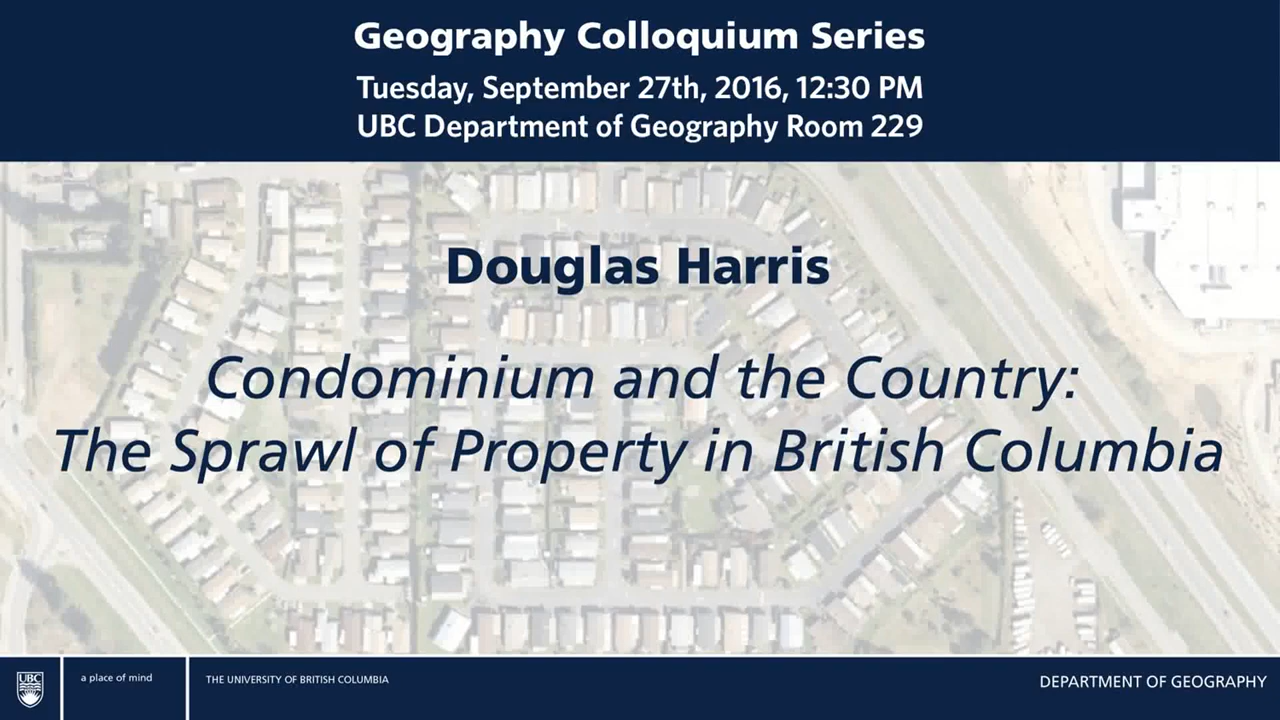 Geography Colloquium Series
Tuesday, September 27th, 2016, 12:30 PM
UBC Department of Geography Room 229
Douglas Harris
Condominium and the Country:
The Sprawl of Property in British Columbia
UBC
a place of mind
THE UNIVERSITY OF BRITISH COLUMBIA
DEPARTMENT OF GEOGRAPHY